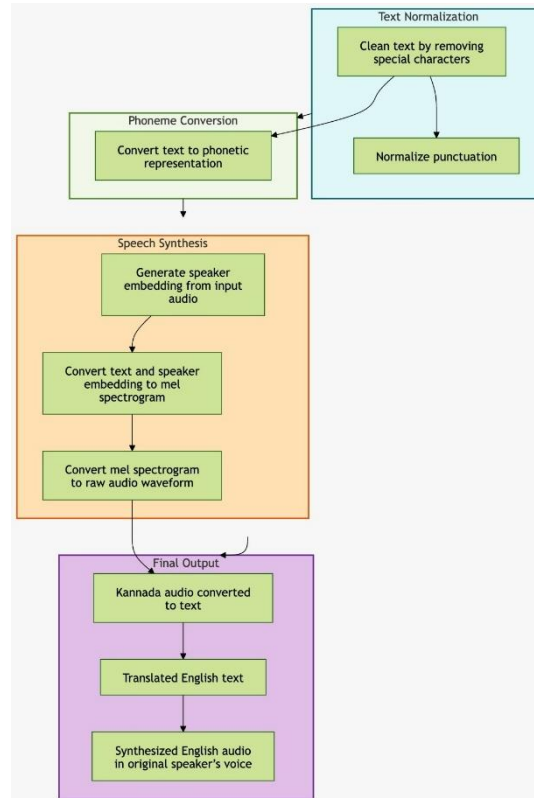 Text Normalization
Clean text by removing
special characters
Normalize punctuation
Phoneme Conversion
Convert text to phonetic
representation
Speech Synthesis
Generate speaker
embedding from input
audio
Convert text and speaker
embedding to mel
spectrogram
Convert mel spectrogram
to raw audio waveform
Final Output
Kannada audio converted
to text
Translated English text
Synthesized English audio
in original speaker's voice